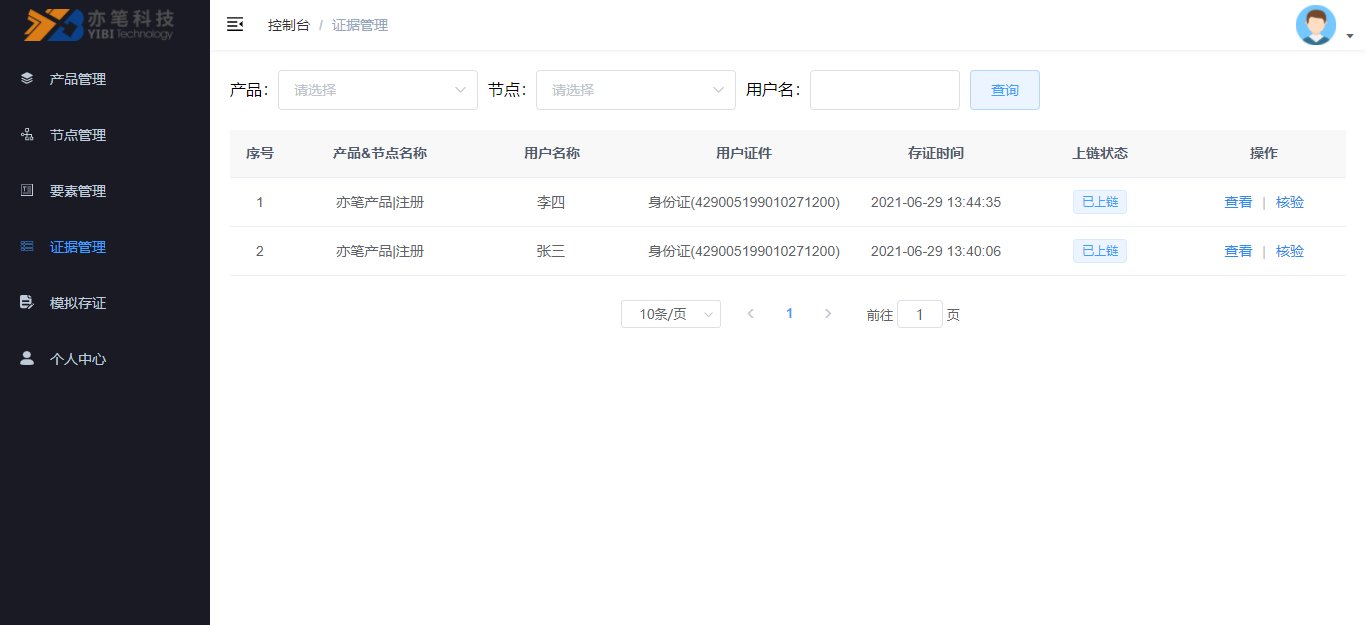 亦笔科技
YIBI Technology
产品管理
节点管理
要素管理
证据管理
模拟存证
个人中心
控制台 / 证据管理
产品： 请选择 节点： 请选择 用户名： 查询
序号 产品&节点名称 用户名称 用户证件 存证时间 上链状态 操作
1 亦笔产品|注册 李四 身份证(429005199010271200) 2021-06-29 13:44:35 已上链 查看 | 核验
2 亦笔产品|注册 张三 身份证(429005199010271200) 2021-06-29 13:40:06 已上链 查看 | 核验
10条/页 1 前往 1 页